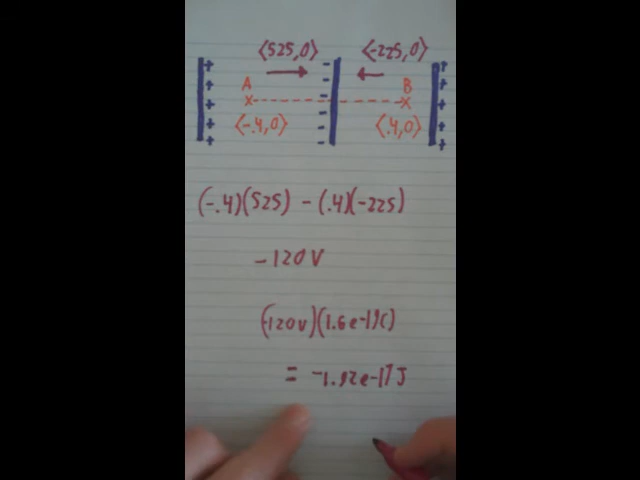 ⟨525,0⟩ ⟨-225,0⟩
+ - +
+ A - B +
+ x - x +
+ ⟨-.4,0⟩ - ⟨.4,0⟩ +
+ - +
(-.4)(525) - (.4)(-225)
-120V
(-120V)(1.6e-19C)
= -1.92e-17J